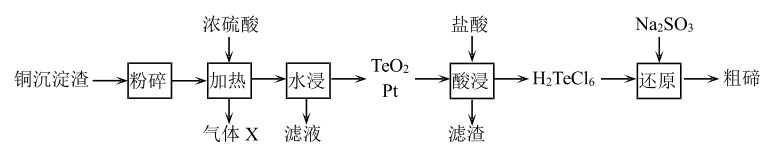 浓硫酸 盐酸 Na₂SO₃
铜沉淀渣 粉碎 加热 水浸 TeO₂ Pt 酸浸 H₂TeCl₆ 还原 粗碲
气体 X 滤液 滤渣